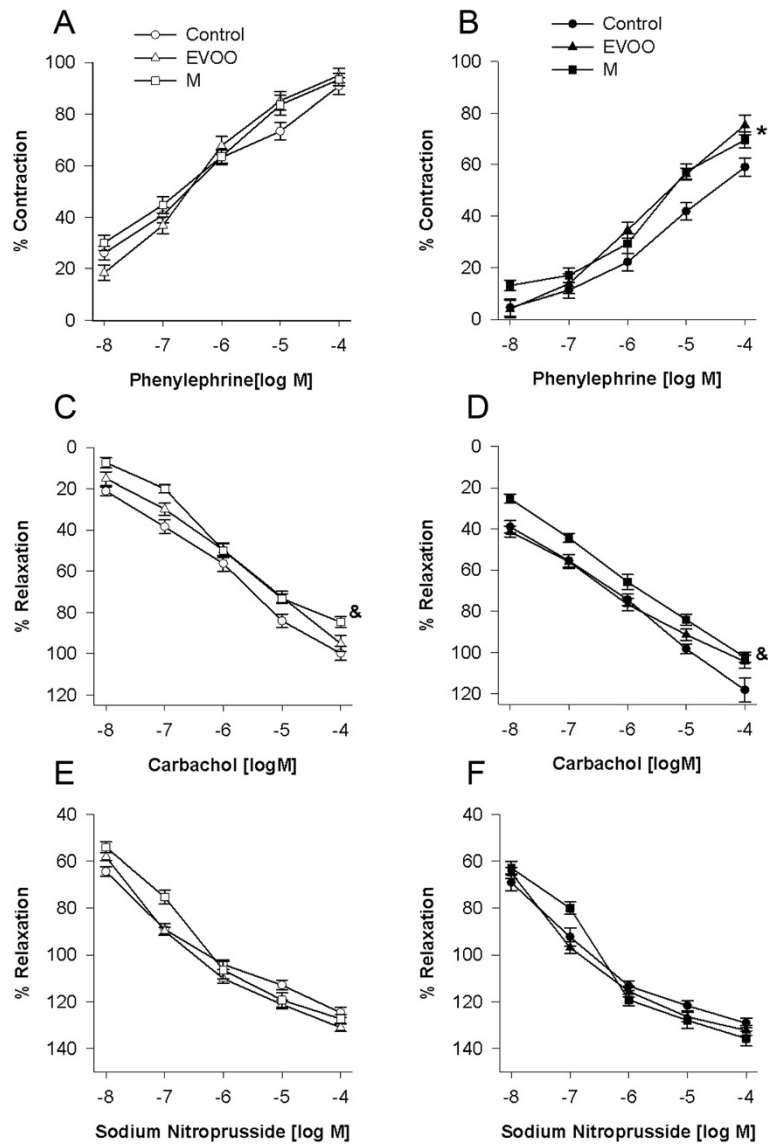 A
Control
EVOO
M
100
80
60
40
20
0
% Contraction
-8 -7 -6 -5 -4
Phenylephrine[log M]
B
Control
EVOO
M
100
80
60
40
20
0
% Contraction
*
-8 -7 -6 -5 -4
Phenylephrine [log M]
C
0
20
40
60
80
100
120
% Relaxation
&
-8 -7 -6 -5 -4
Carbachol [logM]
D
0
20
40
60
80
100
120
% Relaxation
&
-8 -7 -6 -5 -4
Carbachol [logM]
E
40
60
80
100
120
140
% Relaxation
-8 -7 -6 -5 -4
Sodium Nitroprusside [log M]
F
40
60
80
100
120
140
% Relaxation
-8 -7 -6 -5 -4
Sodium Nitroprusside [log M]